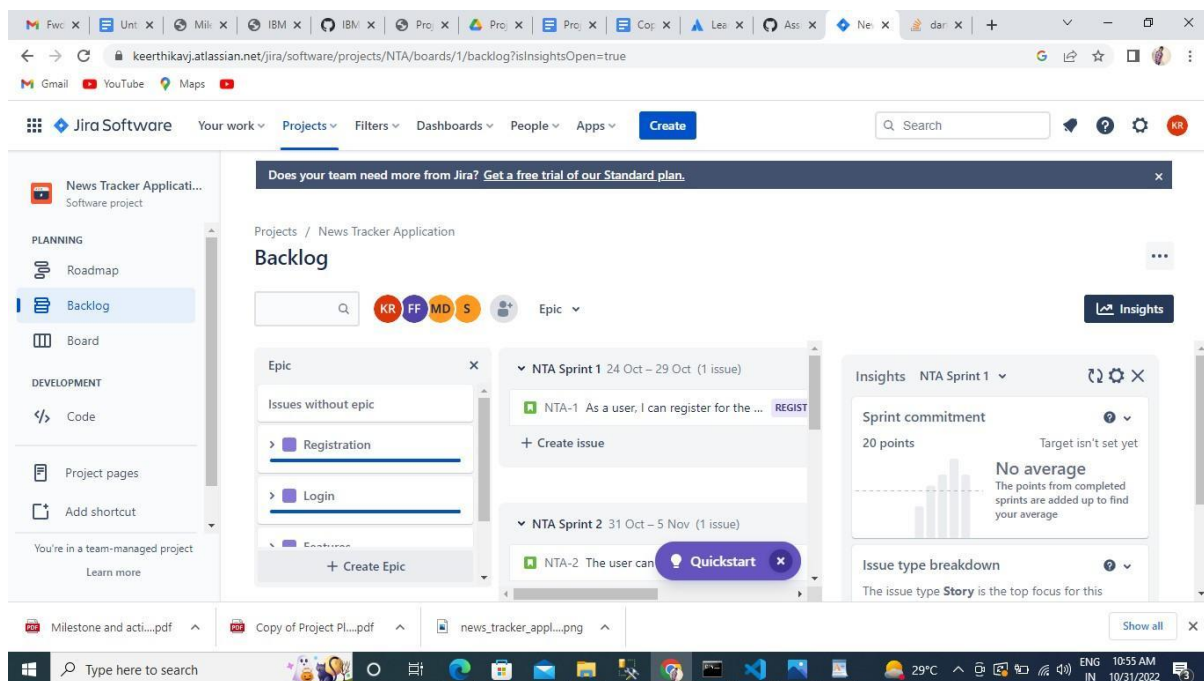 Fwd Unt Mile IBM IBM Proj Proj Proj Cop Lea Ass Nev dar
keerthikavj.atlassian.net/jira/software/projects/NTA/boards/1/backlog?isInsightsOpen=true
Gmail YouTube Maps
Jira Software Your work Projects Filters Dashboards People Apps Create Search KR
Does your team need more from Jira? Get a free trial of our Standard plan.
News Tracker Applicati...
Software project
PLANNING
Roadmap
Backlog
Board
DEVELOPMENT
Code
Project pages
Add shortcut
You're in a team-managed project
Learn more
Projects / News Tracker Application
Backlog
KR FF MD S Epic Insights
Epic
Issues without epic
Registration
Login
Features
+ Create Epic
NTA Sprint 1 24 Oct – 29 Oct (1 issue)
NTA-1 As a user, I can register for the ... REGIST
+ Create issue
NTA Sprint 2 31 Oct – 5 Nov (1 issue)
NTA-2 The user can
Quickstart
Insights NTA Sprint 1
Sprint commitment
20 points Target isn't set yet
No average
The points from completed
sprints are added up to find
your average
Issue type breakdown
The issue type Story is the top focus for this
Milestone and acti....pdf Copy of Project Pl....pdf news_tracker_appl....png Show all
Type here to search 29°C ENG 10:55 AM
IN 10/31/2022